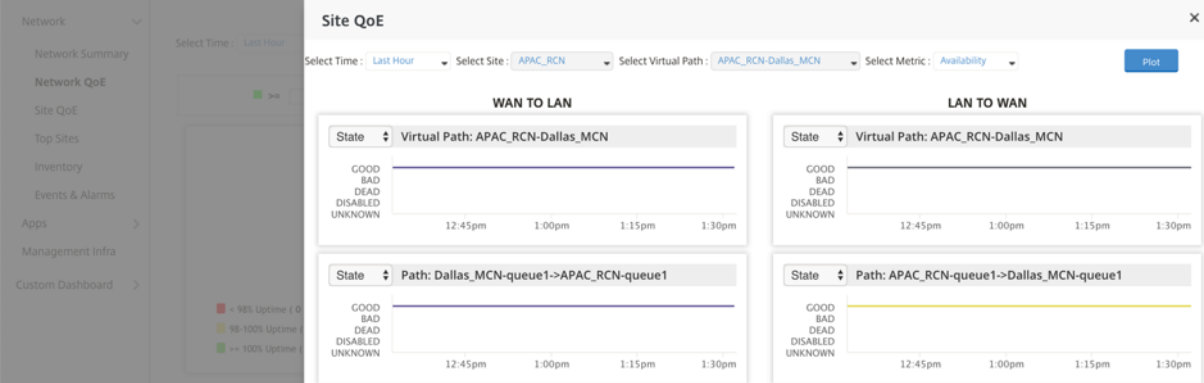 Network
Network Summary
Network QoE
Site QoE
Top Sites
Inventory
Events & Alarms
Apps
Management Infra
Custom Dashboard
Select Time : Last Hour
>=
< 98% Uptime ( 0
98-100% Uptime (
>= 100% Uptime (
Site QoE
×
Select Time : Last Hour Select Site : APAC_RCN Select Virtual Path : APAC_RCN-Dallas_MCN Select Metric : Availability Plot
WAN TO LAN
State Virtual Path: APAC_RCN-Dallas_MCN
GOOD
BAD
DEAD
DISABLED
UNKNOWN
12:45pm 1:00pm 1:15pm 1:30pm
State Path: Dallas_MCN-queue1->APAC_RCN-queue1
GOOD
BAD
DEAD
DISABLED
UNKNOWN
12:45pm 1:00pm 1:15pm 1:30pm
LAN TO WAN
State Virtual Path: APAC_RCN-Dallas_MCN
GOOD
BAD
DEAD
DISABLED
UNKNOWN
12:45pm 1:00pm 1:15pm 1:30pm
State Path: APAC_RCN-queue1->Dallas_MCN-queue1
GOOD
BAD
DEAD
DISABLED
UNKNOWN
12:45pm 1:00pm 1:15pm 1:30pm